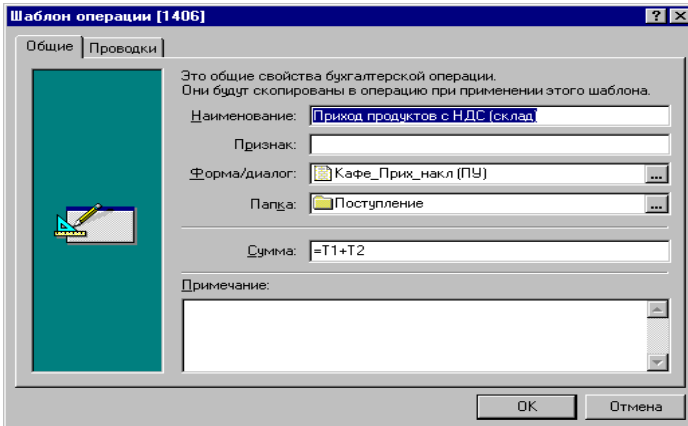 Шаблон операции [1406]
Общие
Проводки
Это общие свойства бухгалтерской операции.
Они будут скопированы в операцию при применении этого шаблона.
Наименование: Приход продуктов с НДС (склад)
Признак:
Форма/диалог: Кафе_Прих_накл (ПУ)
...
Папка: Поступление
...
Сумма: =Т1+Т2
Примечание:
OK
Отмена